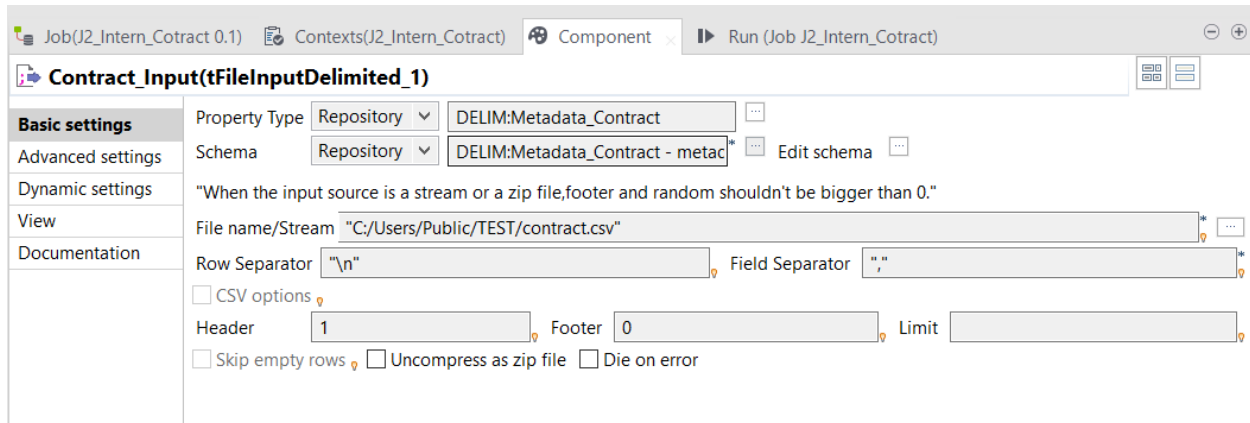 Job(J2_Intern_Cotract 0.1) Contexts(J2_Intern_Cotract) Component Run (Job J2_Intern_Cotract)
Contract_Input(tFileInputDelimited_1)
Basic settings
Advanced settings
Dynamic settings
View
Documentation
Property Type Repository DELIM:Metadata_Contract ...
Schema Repository DELIM:Metadata_Contract - metac * ... Edit schema ...
"When the input source is a stream or a zip file,footer and random shouldn't be bigger than 0."
File name/Stream "C:/Users/Public/TEST/contract.csv" * ...
Row Separator "\n" Field Separator "," *
CSV options
Header 1 Footer 0 Limit
Skip empty rows Uncompress as zip file Die on error